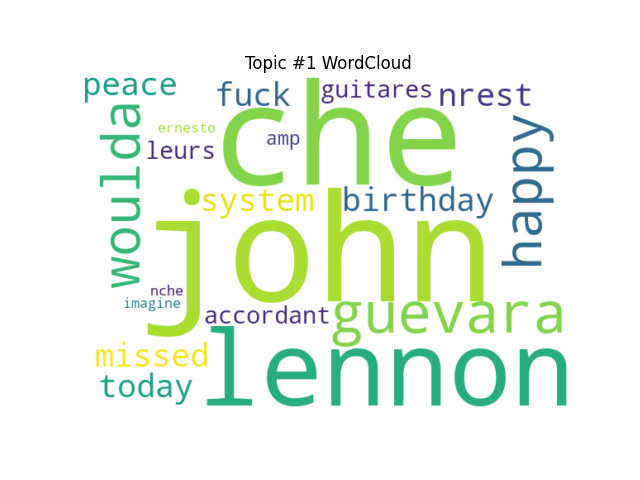 Topic #1 WordCloud
peace
fuck
guitares
nrest
che
ernesto
amp
leurs
woulda
happy
system
birthday
john
nche
imagine
accordant
guevara
missed
today
lennon